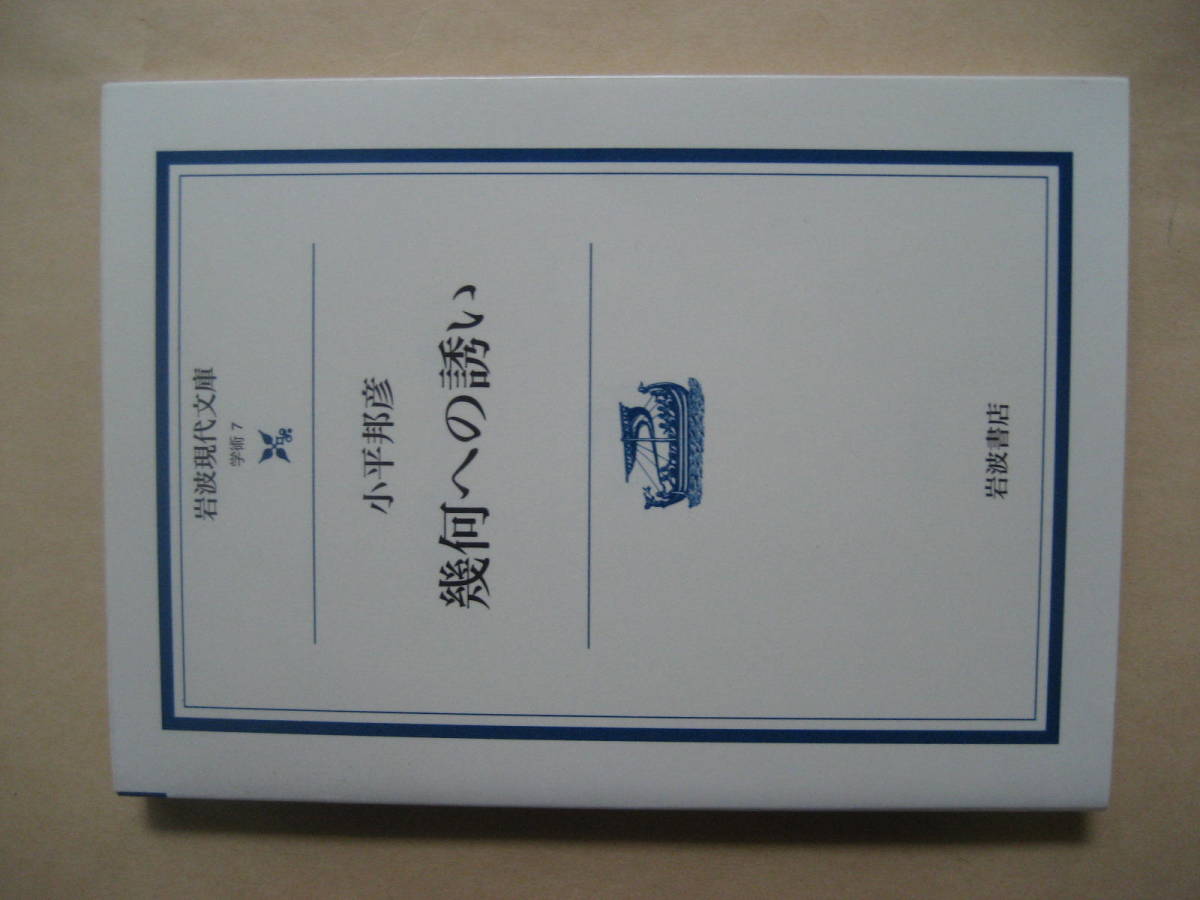 岩波現代文庫
学術 7
小平邦彦
幾何への誘い
岩波書店